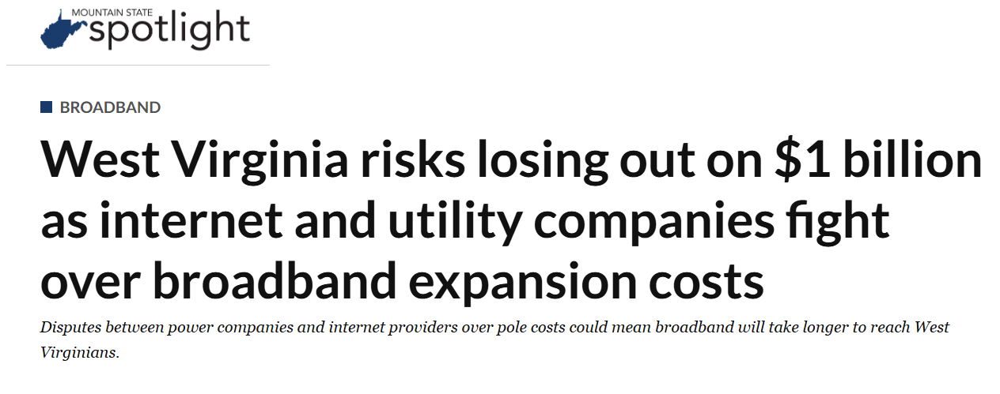 MOUNTAIN STATE
spotlight
BROADBAND
West Virginia risks losing out on $1 billion
as internet and utility companies fight
over broadband expansion costs
Disputes between power companies and internet providers over pole costs could mean broadband will take longer to reach West
Virginians.